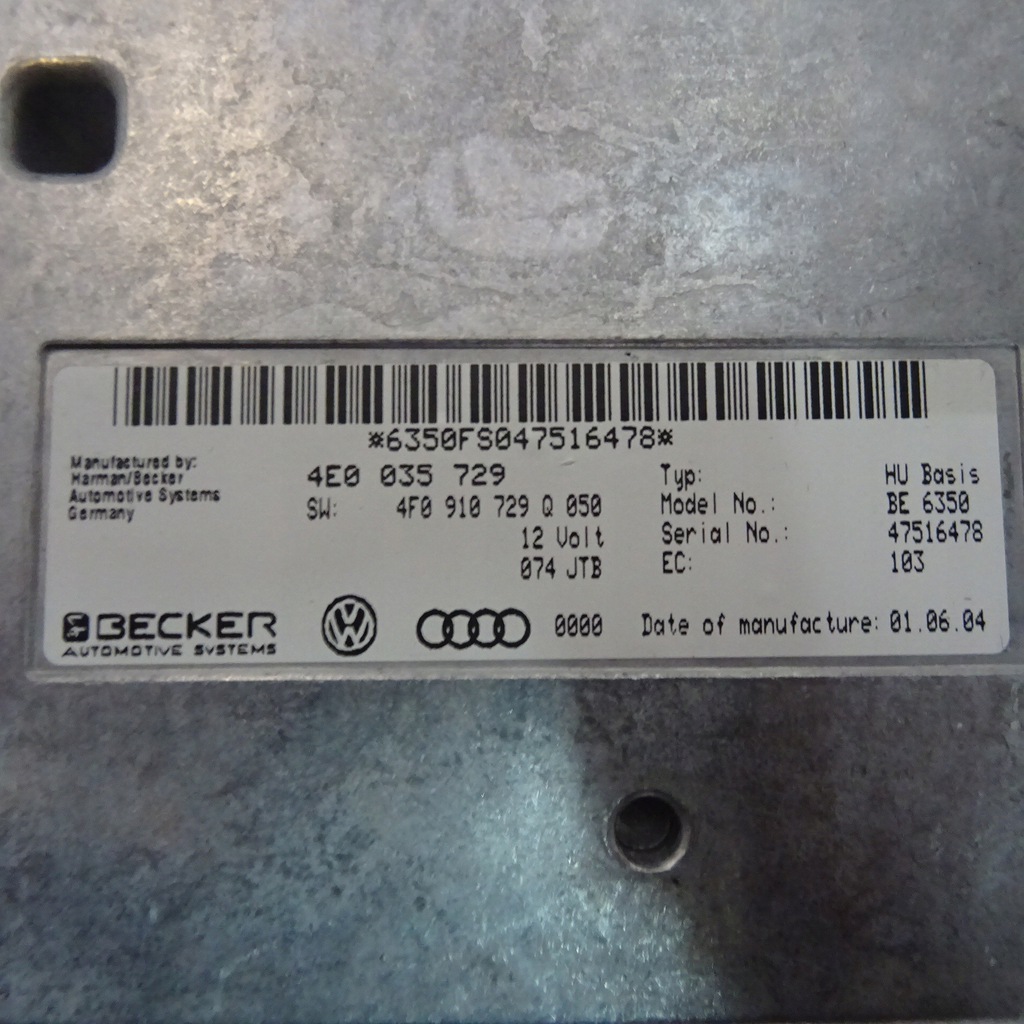 *6350FS047516478*
Manufactured by:
Harman/Becker
Automotive Systems
Germany
4E0 035 729
SW: 4F0 910 729 Q 050
12 Volt
074 JTB
Typ: HU Basis
Model No.: BE 6350
Serial No.: 47516478
EC: 103
BECKER
AUTOMOTIVE SYSTEMS
0000
Date of manufacture: 01.06.04